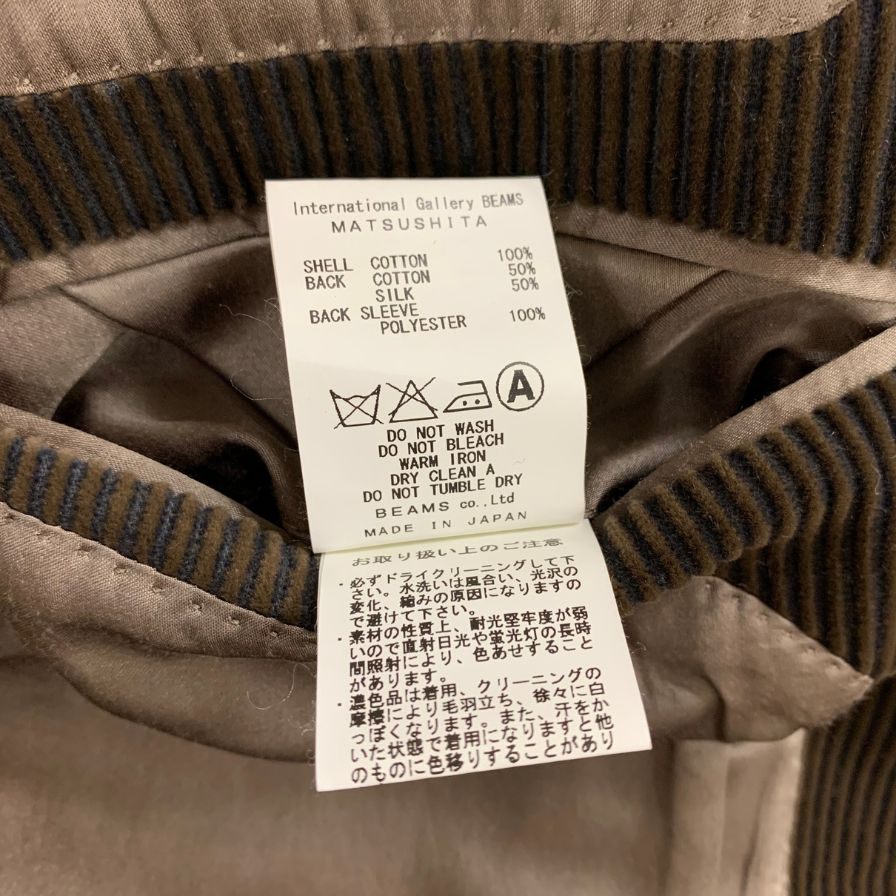 International Gallery BEAMS
MATSUSHITA
SHELL COTTON 100%
BACK COTTON 50%
SILK 50%
BACK SLEEVE
POLYESTER 100%
A
DO NOT WASH
DO NOT BLEACH
WARM IRON
DRY CLEAN A
DO NOT TUMBLE DRY
BEAMS co.,Ltd
MADE IN JAPAN
お取り扱い上のご注意
・必ずドライクリーニングして下
さい。水洗いは風合い、光沢の
変化、縮みの原因になりますの
で避けて下さい。
・素材の性質上、耐光堅牢度が弱
いので直射日光や蛍光灯の長時
間照射により、色あせすること
があります。
・濃色品は着用、クリーニングの
摩擦により毛羽立ち、徐々に白
っぽくなります。また、汗をか
いた状態で着用になりますと他
のものに色移りすることがあり